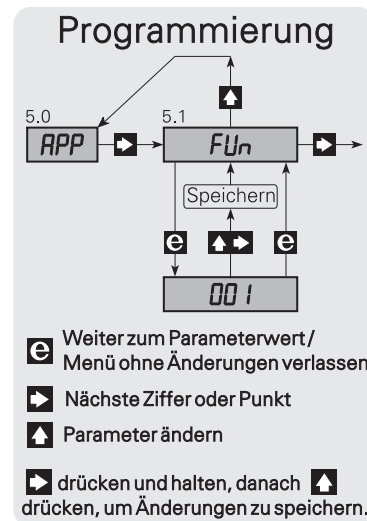 Programmierung
5.0
5.1
APP
FUn
Speichern
e
e
001
e Weiter zum Parameterwert/
Menü ohne Änderungen verlassen
Nächste Ziffer oder Punkt
Parameter ändern
drücken und halten, danach
drücken, um Änderungen zu speichern.